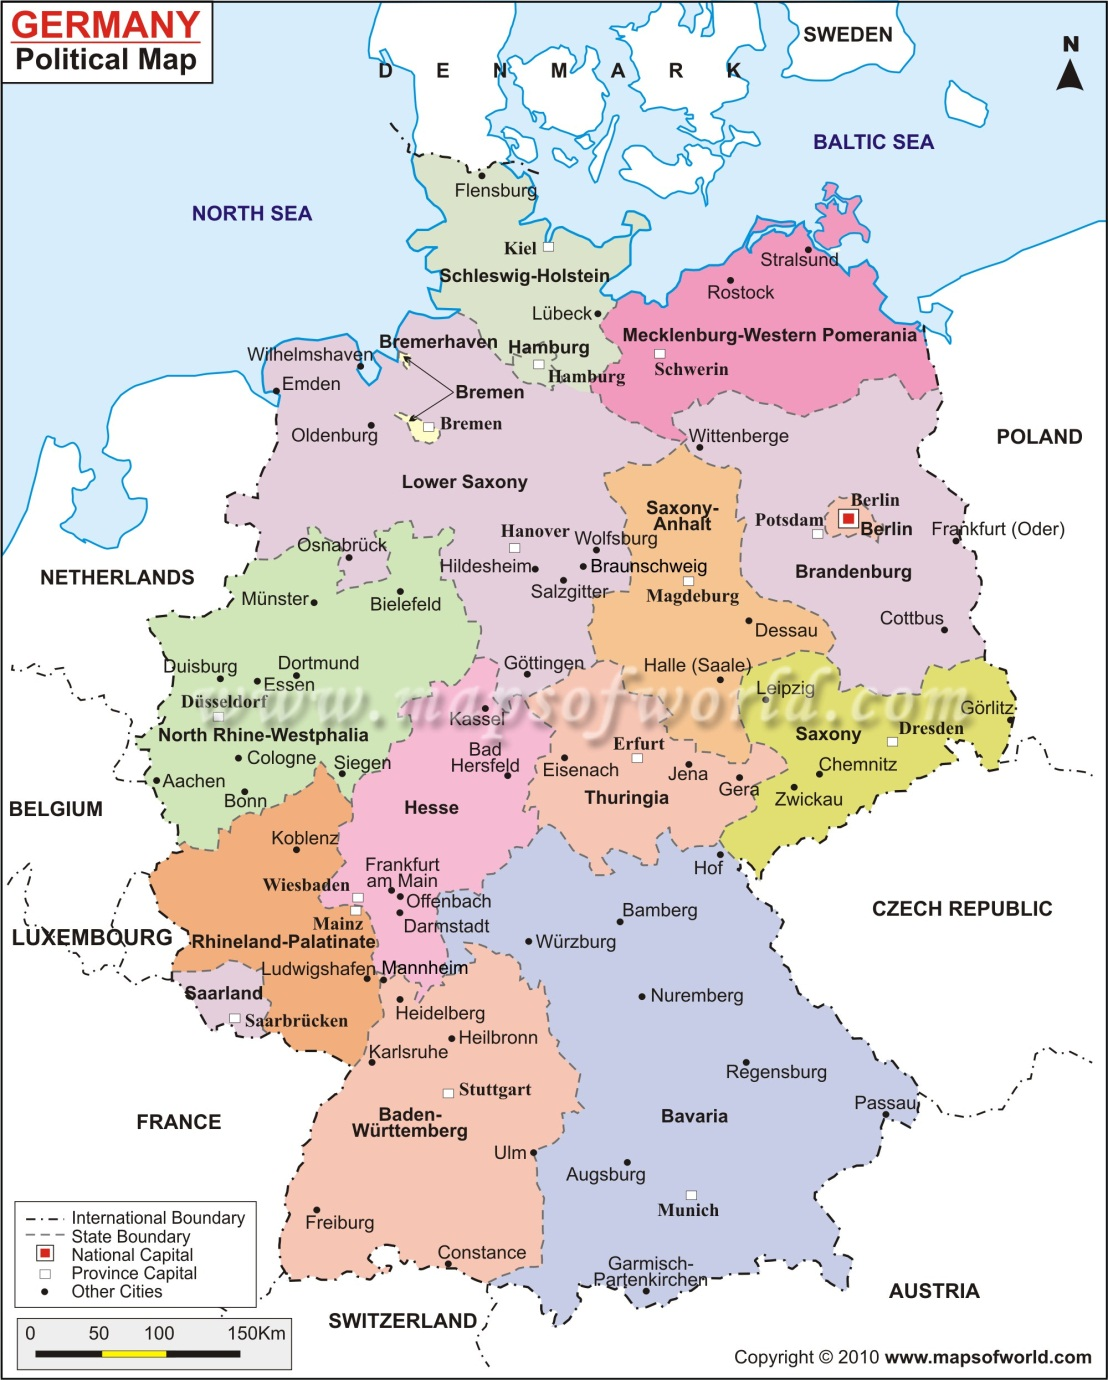 GERMANY
Political Map
DENMARK
SWEDEN
N
BALTIC SEA
NORTH SEA
Flensburg
Kiel
Schleswig-Holstein
Stralsund
Rostock
Lübeck
Mecklenburg-Western Pomerania
Bremerhaven
Hamburg
Wilhelmshaven
Schwerin
Hamburg
Emden
Bremen
Bremen
Oldenburg
Wittenberge
POLAND
Lower Saxony
Saxony-
Anhalt
Berlin
Potsdam
Berlin
Frankfurt (Oder)
Hanover
Wolfsburg
Osnabrück
Hildesheim
Braunschweig
Brandenburg
NETHERLANDS
Salzgitter
Magdeburg
Münster
Bielefeld
Cottbus
Dessau
Duisburg
Dortmund
Göttingen
Halle (Saale)
Essen
Leipzig
www.mapsofworld.com
Düsseldorf
Kassel
Görlitz
North Rhine-Westphalia
Saxony
Dresden
Erfurt
Bad
Hersfeld
Cologne
Siegen
Eisenach
Jena
Chemnitz
Aachen
Gera
Zwickau
Bonn
Thuringia
BELGIUM
Hesse
Koblenz
Hof
Frankfurt
am Main
Wiesbaden
Offenbach
Mainz
Darmstadt
Bamberg
CZECH REPUBLIC
LUXEMBOURG
Rhineland-Palatinate
Würzburg
Ludwigshafen
Mannheim
Saarland
Nuremberg
Saarbrücken
Heidelberg
Heilbronn
Karlsruhe
Regensburg
Stuttgart
Passau
FRANCE
Baden-
Württemberg
Bavaria
Ulm
Augsburg
Munich
Freiburg
Constance
Garmisch-
Partenkirchen
AUSTRIA
SWITZERLAND
International Boundary
State Boundary
National Capital
Province Capital
Other Cities
0 50 100 150Km
Copyright © 2010 www.mapsofworld.com